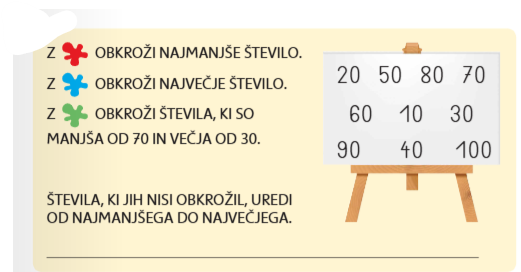 Z OBKROŽI NAJMANJŠE ŠTEVILO.
Z OBKROŽI NAJVEČJE ŠTEVILO.
Z OBKROŽI ŠTEVILA, KI SO
MANJŠA OD 70 IN VEČJA OD 30.
ŠTEVILA, KI JIH NISI OBKROŽIL, UREDI
OD NAJMANJŠEGA DO NAJVEČJEGA.
20 50 80 70
60 10 30
90 40 100